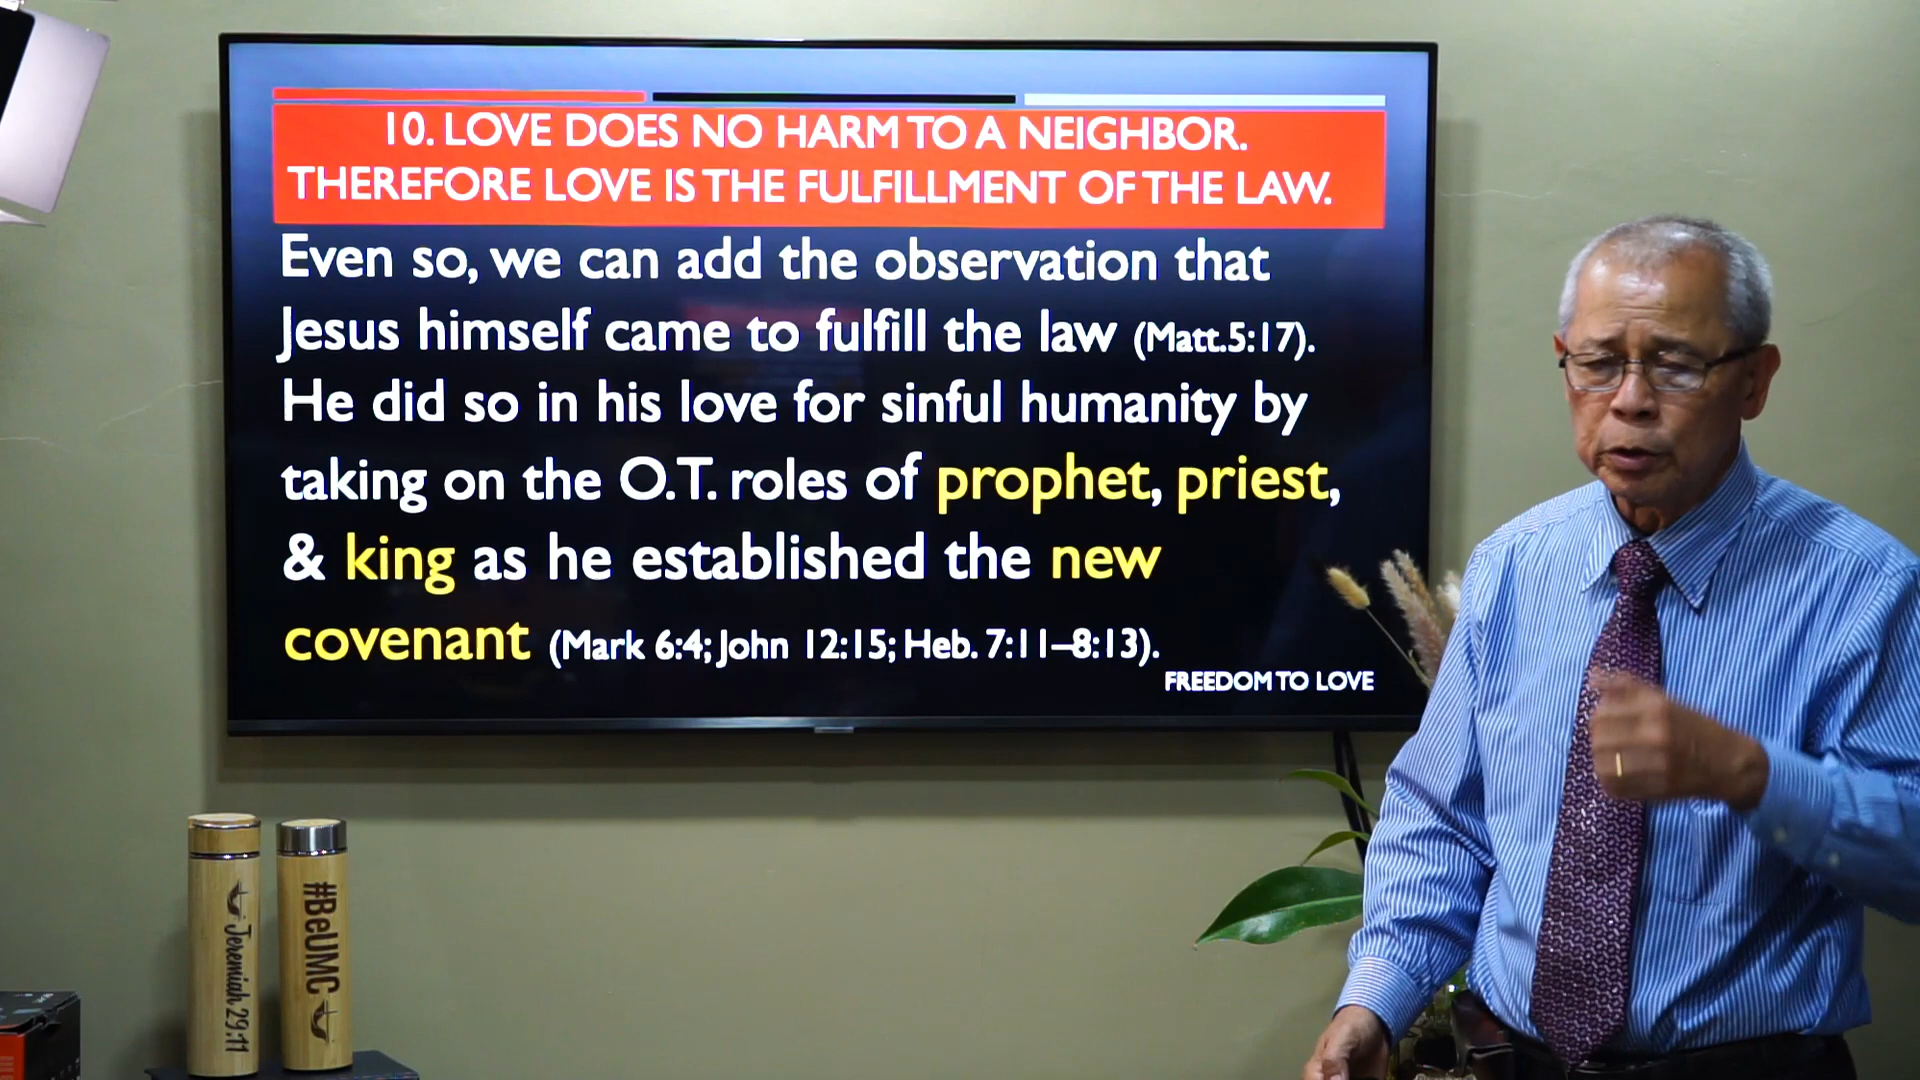 10. LOVE DOES NO HARM TO A NEIGHBOR.
THEREFORE LOVE IS THE FULFILLMENT OF THE LAW.
Even so, we can add the observation that
Jesus himself came to fulfill the law (Matt.5:17).
He did so in his love for sinful humanity by
taking on the O.T. roles of prophet, priest,
& king as he established the new
covenant (Mark 6:4; John 12:15; Heb. 7:11–8:13).
FREEDOM TO LOVE
Jeremiah 29:11
#BeUMC